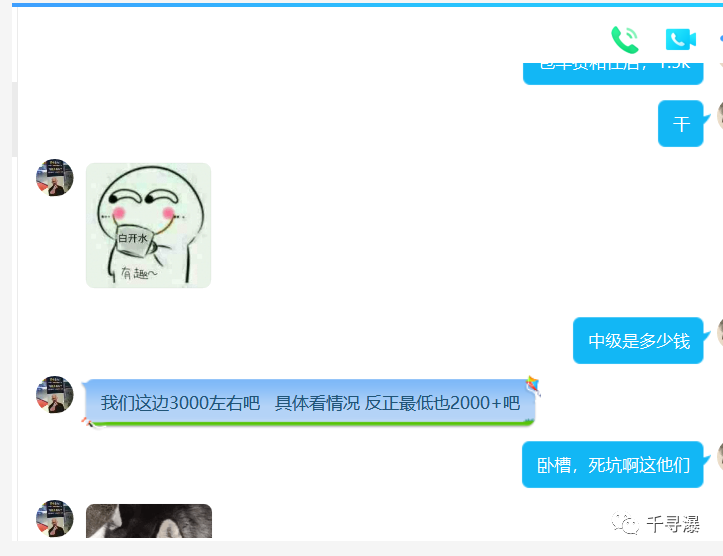 1.5k
干
白开水
有趣~
中级是多少钱
我们这边3000左右吧 具体看情况 反正最低也2000+吧
卧槽，死坑啊这他们
千寻瀑